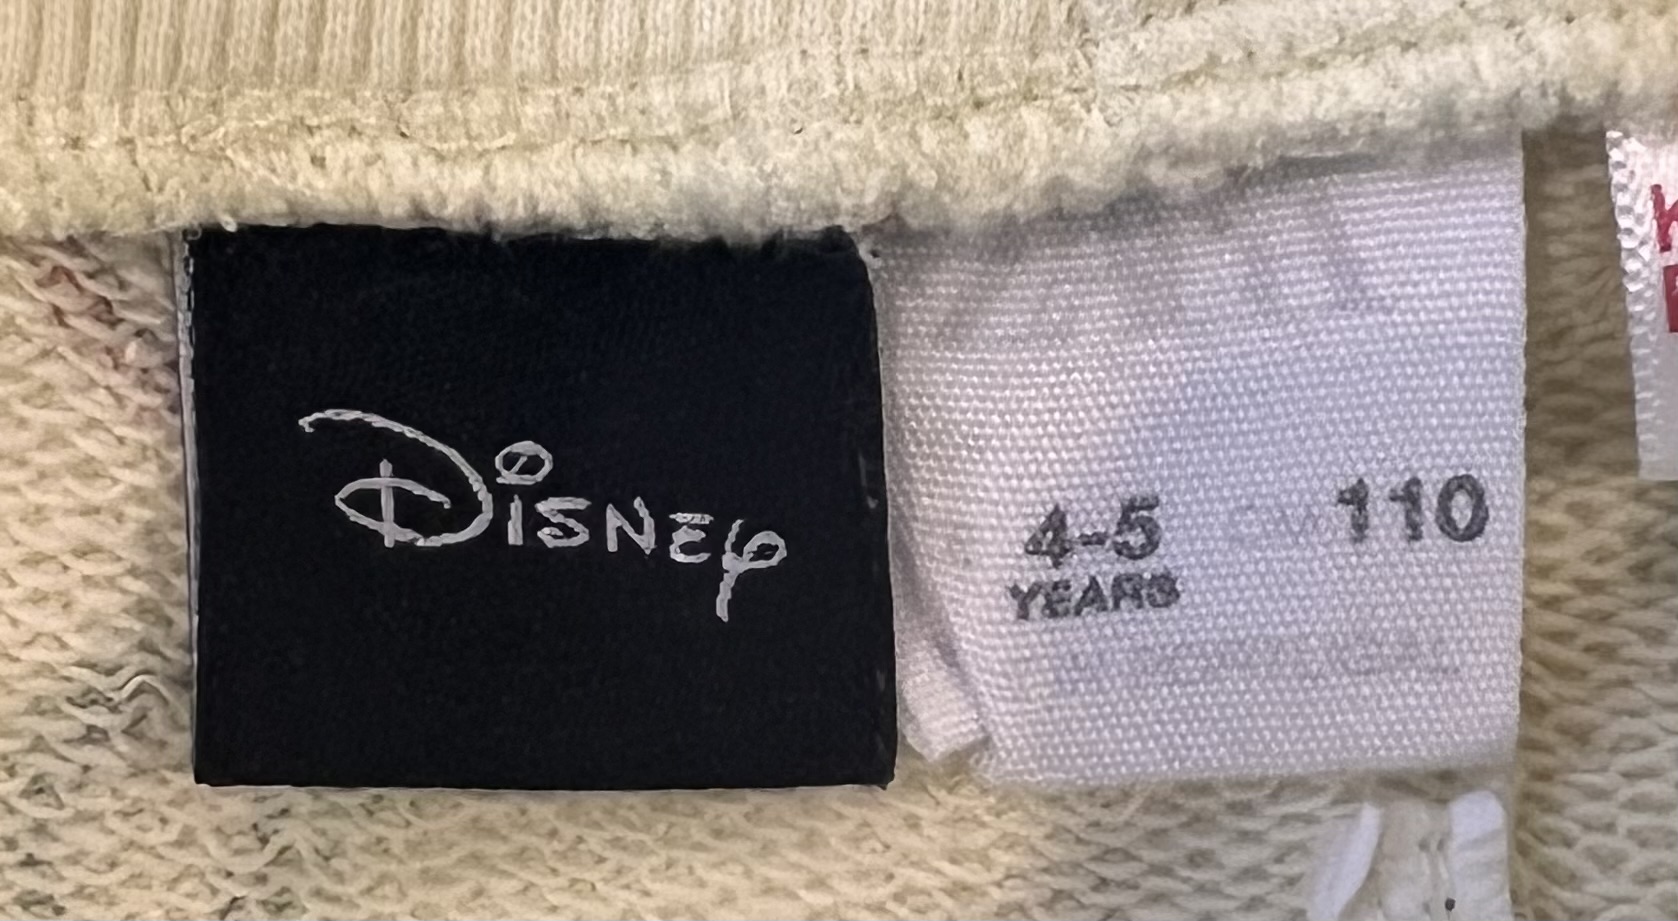 Disney
4-5 110
YEARS